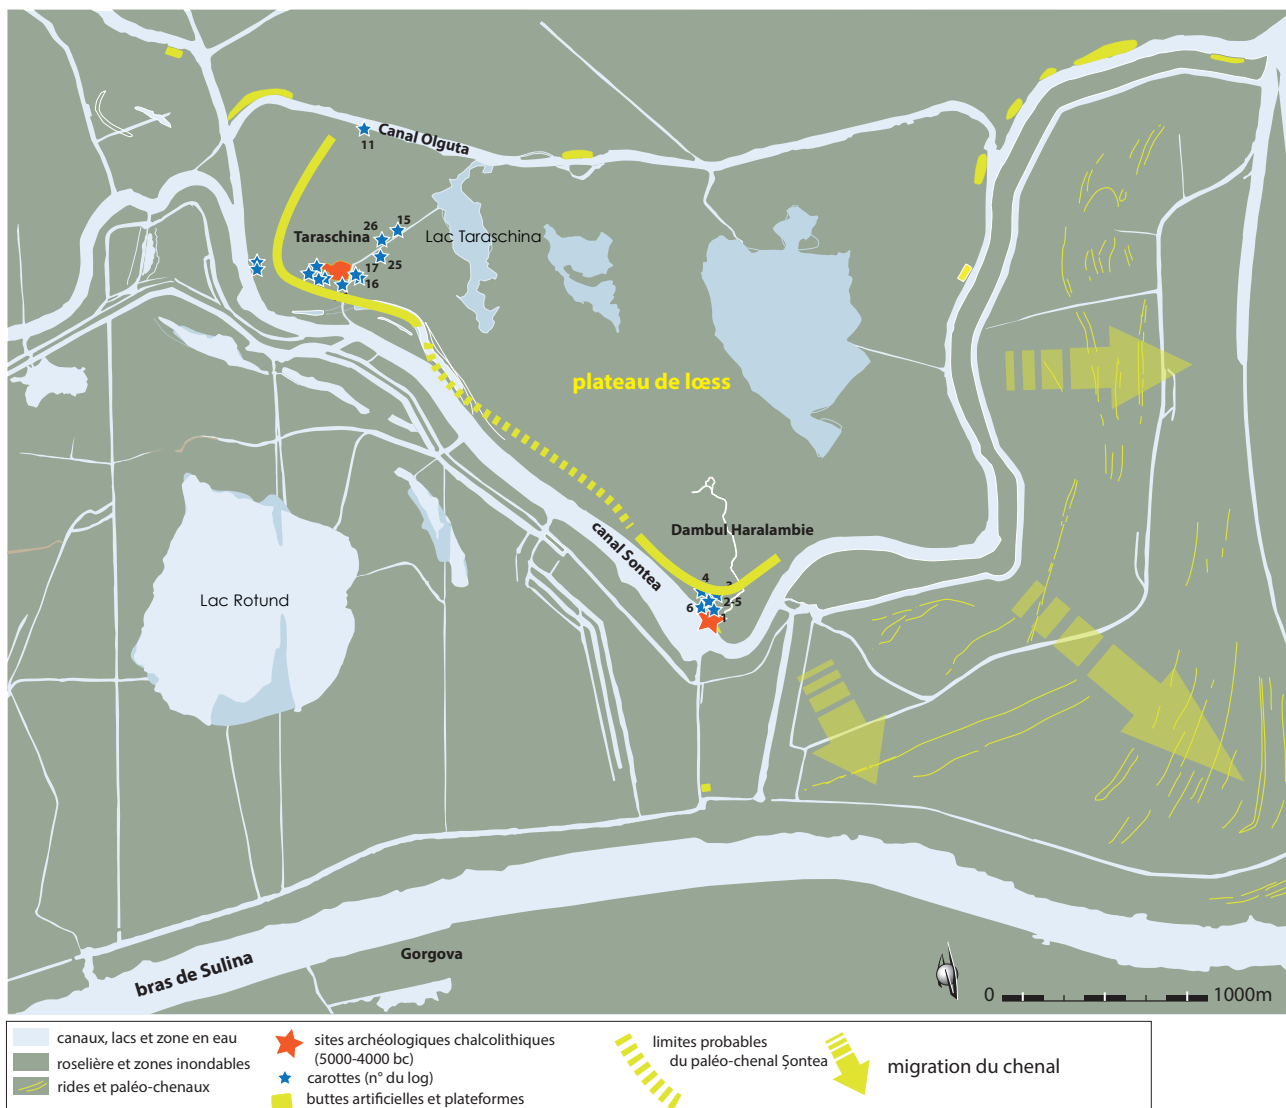 Canal Olguta
11
15
26
Taraschina
Lac Taraschina
25
17
16
plateau de lœss
Dambul Haralambie
canal Sontea
4
3
2-5
6
1
Lac Rotund
Gorgova
bras de Sulina
0
1000m
canaux, lacs et zone en eau
roselière et zones inondables
rides et paléo-chenaux
sites archéologiques chalcolithiques
(5000-4000 bc)
carottes (n° du log)
buttes artificielles et plateformes
limites probables
du paléo-chenal Şontea
migration du chenal